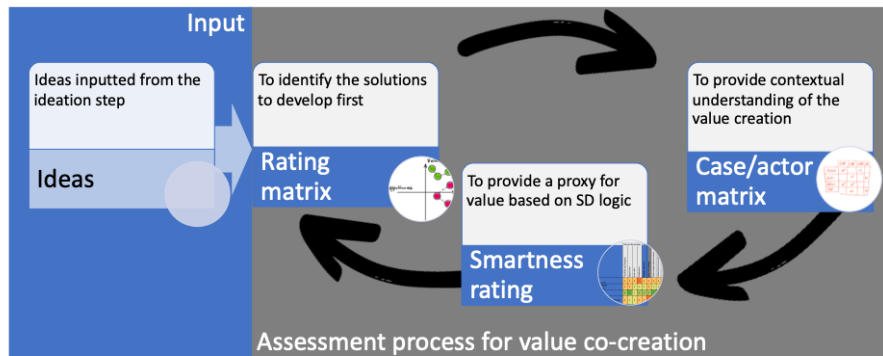 Input
Ideas inputted from the
ideation step
Ideas
To identify the solutions
to develop first
Rating
matrix
To provide contextual
understanding of the
value creation
Case/actor
matrix
To provide a proxy for
value based on SD logic
Smartness
rating
Assessment process for value co-creation